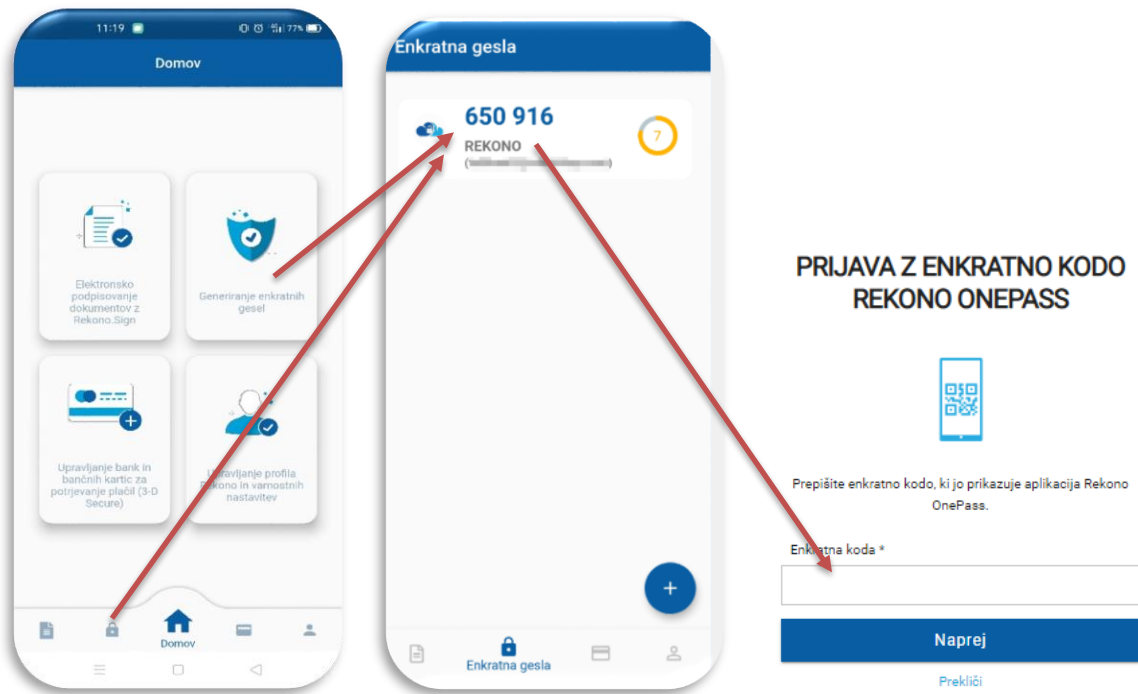 11:19
77%
Domov
Elektronsko
podpisovanje
dokumentov z
Rekono.Sign
Generiranje enkratnih
gesel
Upravljanje bank in
bančnih kartic za
potrjevanje plačil (3-D
Secure)
Upravljanje profila
Rekono in varnostnih
nastavitev
Domov
Enkratna gesla
650 916
REKONO
7
+
Enkratna gesla
PRIJAVA Z ENKRATNO KODO
REKONO ONEPASS
Prepišite enkratno kodo, ki jo prikazuje aplikacija Rekono
OnePass.
Enkratna koda *
Naprej
Prekliči